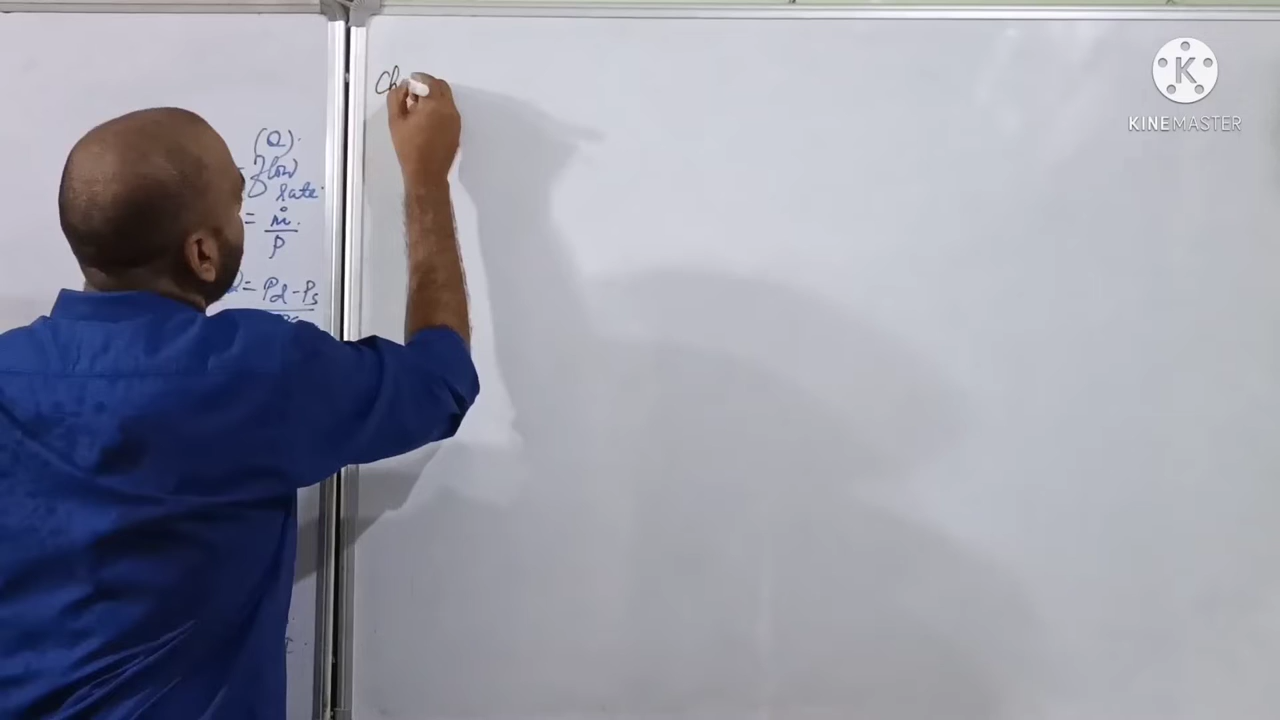 (Q)
Flow
rate
= ṁ
ρ
= Pd - Ps
Ch
K
KINEMASTER